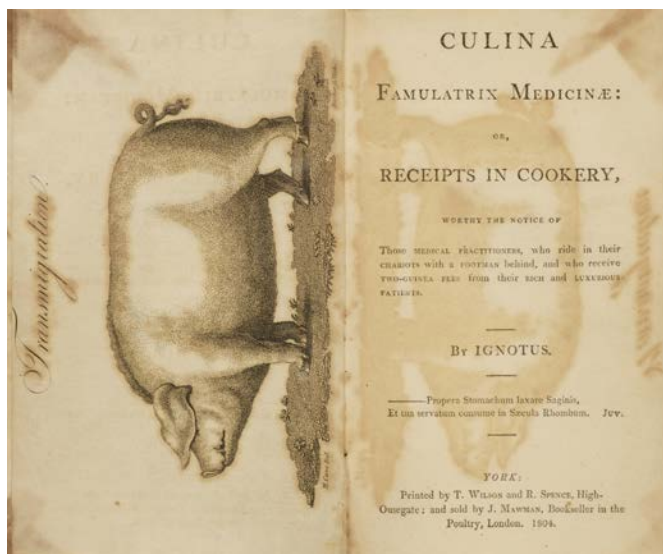 Transmigration!
CULINA
FAMULATRIX MEDICINÆ:
OR,
RECEIPTS IN COOKERY,
WORTHY THE NOTICE OF
Those MEDICAL PRACTITIONERS, who ride in their
CHARIOTS with a FOOTMAN behind, and who receive
TWO-GUINEA FEES from their RICH and LUXURIOUS
PATIENTS.
BY IGNOTUS.
———Propera Stomachum laxare Saginis,
Et tua servatum consume in Sæcula Rhombum. JUV.
YORK:
Printed by T. WILSON and R. SPENCE, High-
Ousegate; and sold by J. MAWMAN, Bookseller in the
Poultry, London. 1804.